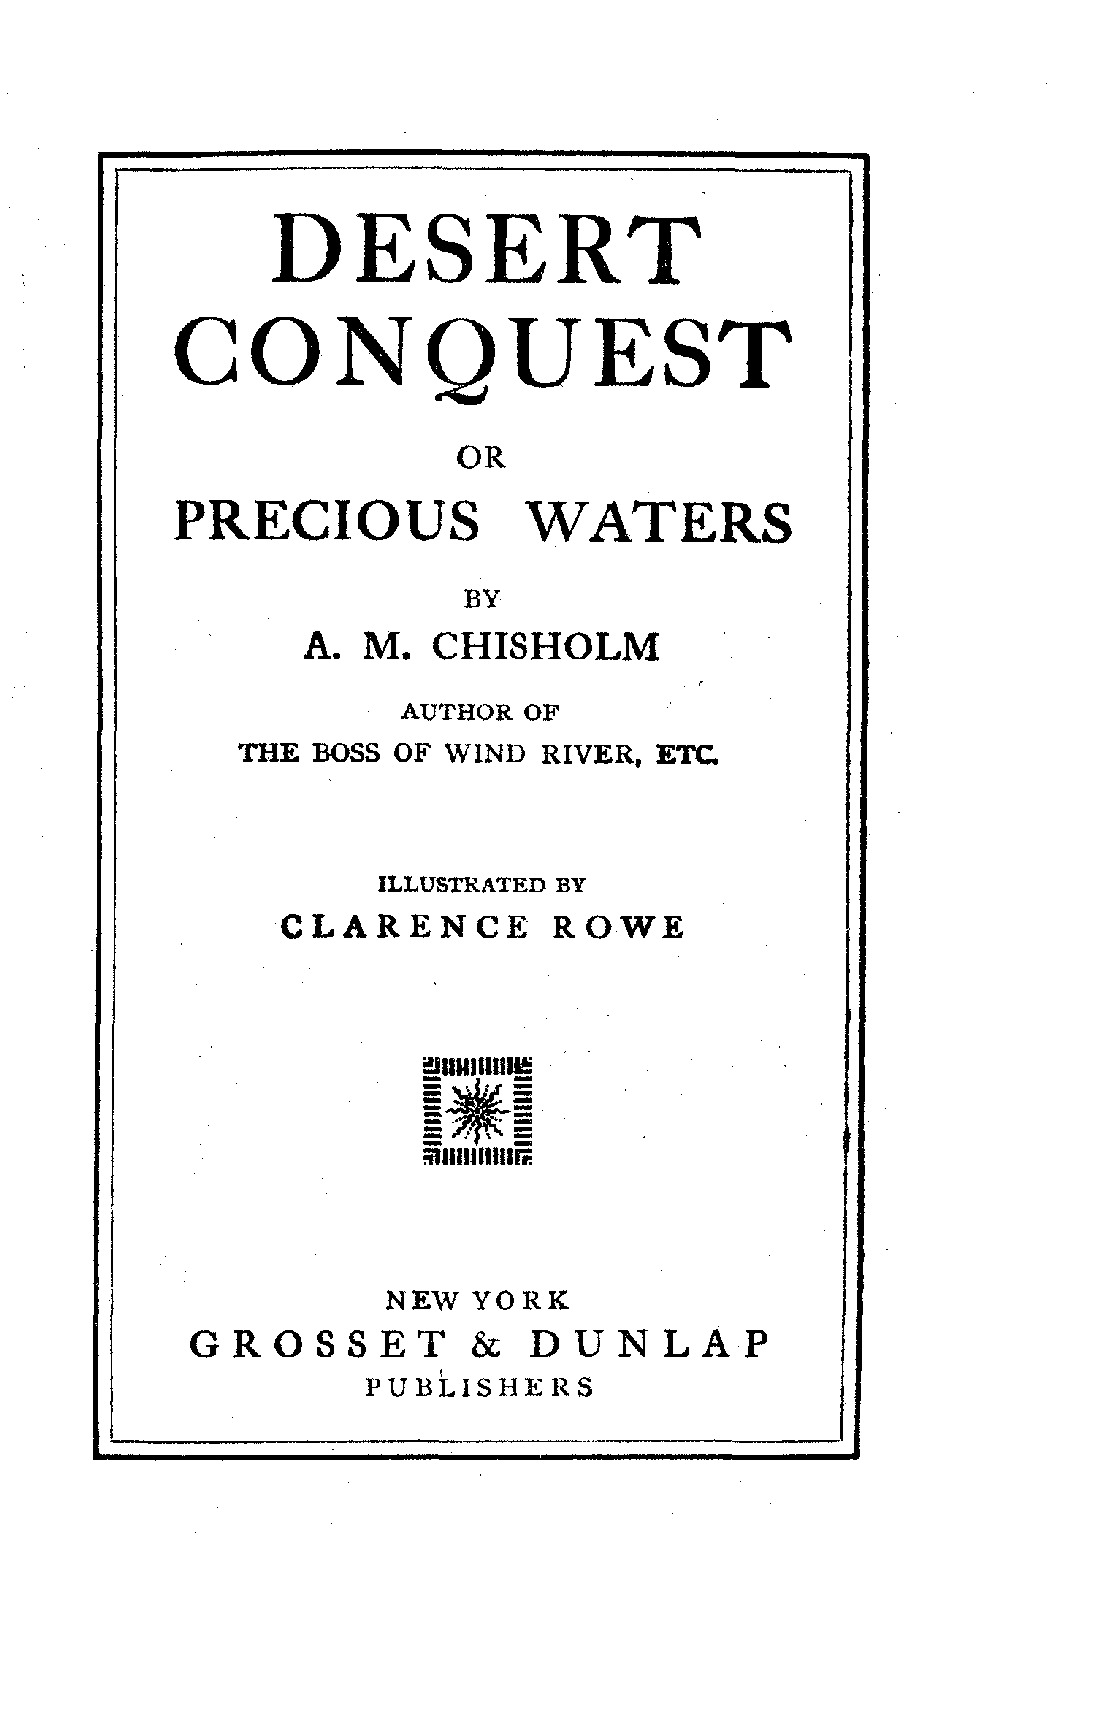 DESERT
CONQUEST
OR
PRECIOUS WATERS
BY
A. M. CHISHOLM
AUTHOR OF
THE BOSS OF WIND RIVER, ETC.
ILLUSTRATED BY
CLARENCE ROWE
NEW YORK
GROSSET & DUNLAP
PUBLISHERS